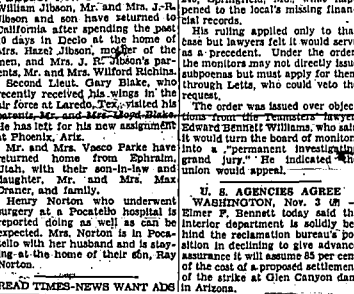 William Jibson, Mr. and Mrs. J. R.
Jibson and son have returned to
California after spending the past
10 days in Declo at the home of
Mrs. Hazel Jibson, mother of the
men, and Mrs. J. R. Jibson's par-
ents, Mr. and Mrs. Wilford Richins.
Second Lieut. Gary Blake, who
recently received his wings in the
air force at Laredo, Tex., visited his
parents, Mr. and Mrs. Lloyd Blake.
He has left for his new assignment
at Phoenix, Ariz.
Mr. and Mrs. Vasco Parke have
returned home from Ephraim,
Utah, with their son-in-law and
daughter, Mr. and Mrs. Max
Craner, and family.
Henry Norton who underwent
surgery at a Pocatello hospital is
reported doing as well as can be
expected. Mrs. Norton is in Poca-
tello with her husband and is stay-
ing at the home of their son, Ray
Norton.
READ TIMES-NEWS WANT ADS
pened to the local's missing finan-
cial records.
His ruling applied only to that
case but lawyers felt it would serve
as a precedent. Under the order
the monitors may not directly issue
subpoenas but must apply for them
through Letts, who could veto the
request.
The order was issued over objec-
tions from the Teamsters' lawyer
Edward Bennett Williams, who said
it would turn the board of monitors
into a "permanent investigating
grand jury." He indicated the
union would appeal.
U. S. AGENCIES AGREE
WASHINGTON, Nov. 3 (AP) —
Elmer F. Bennett today said the
interior department is solidly be-
hind the reclamation bureau's po-
sition in declining to give advance
assurance it will assume 85 per cent
of the cost of a proposed settlement
of the strike at Glen Canyon dam
in Arizona.